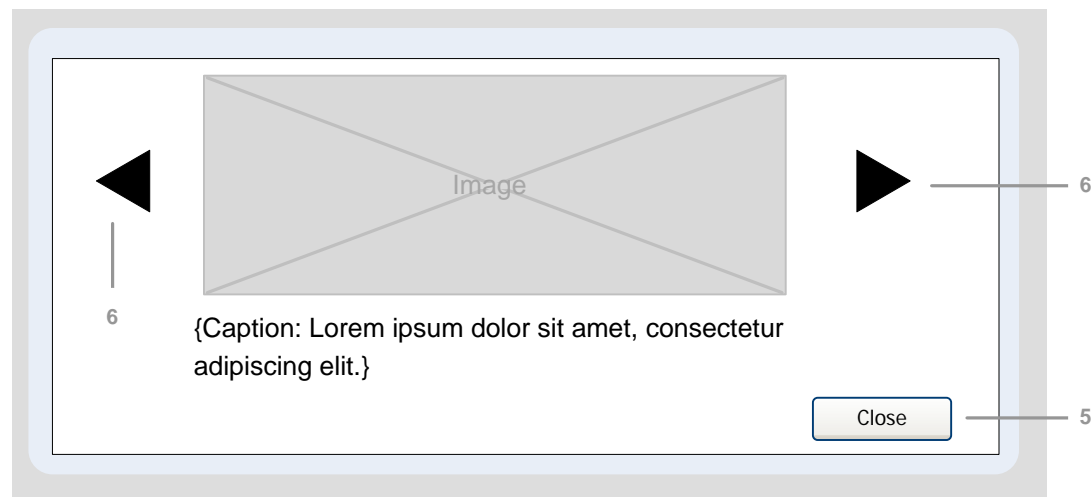 Image
6
6
{Caption: Lorem ipsum dolor sit amet, consectetur
adipiscing elit.}
Close
5